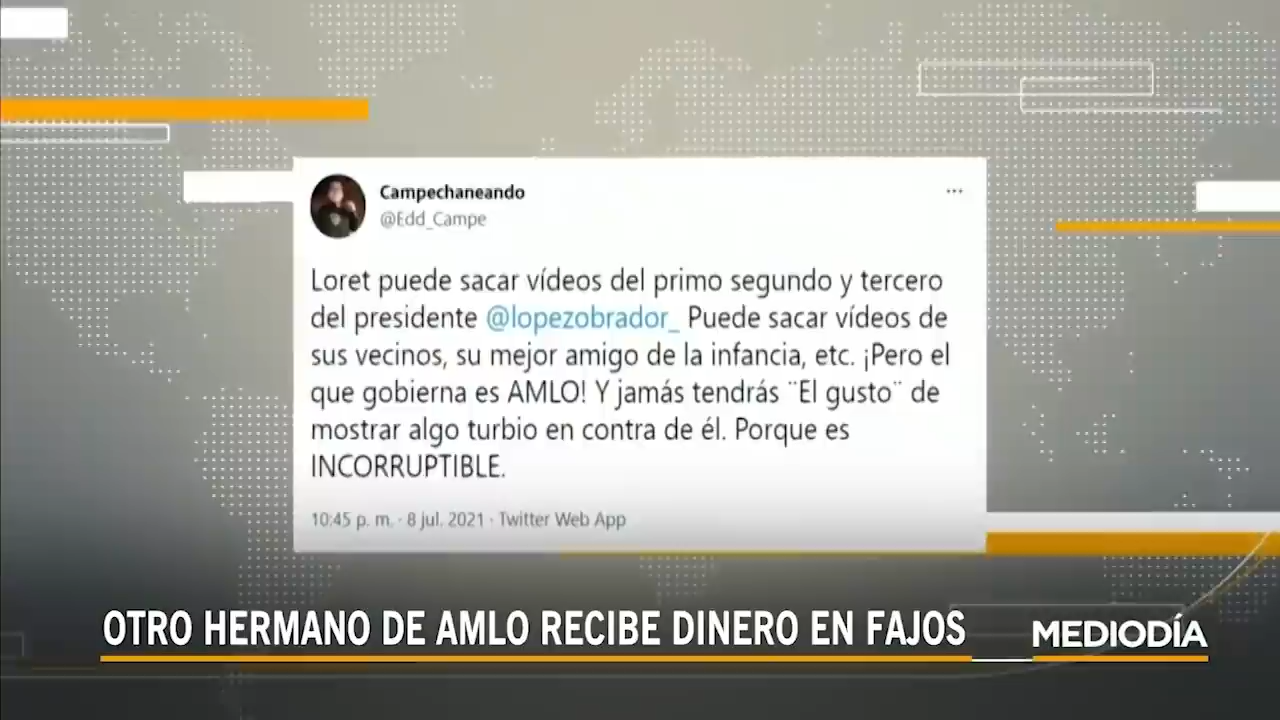 Campechaneando
@Edd_Campe
Loret puede sacar vídeos del primo segundo y tercero
del presidente @lopezobrador_ Puede sacar vídeos de
sus vecinos, su mejor amigo de la infancia, etc. ¡Pero el
que gobierna es AMLO! Y jamás tendrás ¨El gusto¨ de
mostrar algo turbio en contra de él. Porque es
INCORRUPTIBLE.
10:45 p. m. · 8 jul. 2021 · Twitter Web App
OTRO HERMANO DE AMLO RECIBE DINERO EN FAJOS
MEDIODÍA